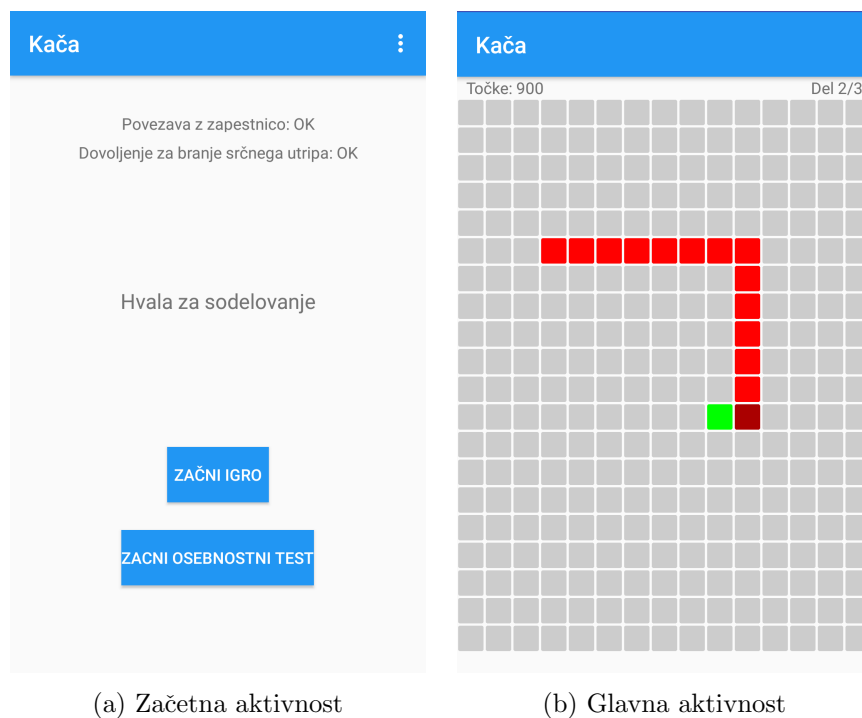 Kača
Povezava z zapestnico: OK
Dovoljenje za branje srčnega utripa: OK
Hvala za sodelovanje
ZAČNI IGRO
ZACNI OSEBNOSTNI TEST
(a) Začetna aktivnost
Kača
Točke: 900
Del 2/3
(b) Glavna aktivnost